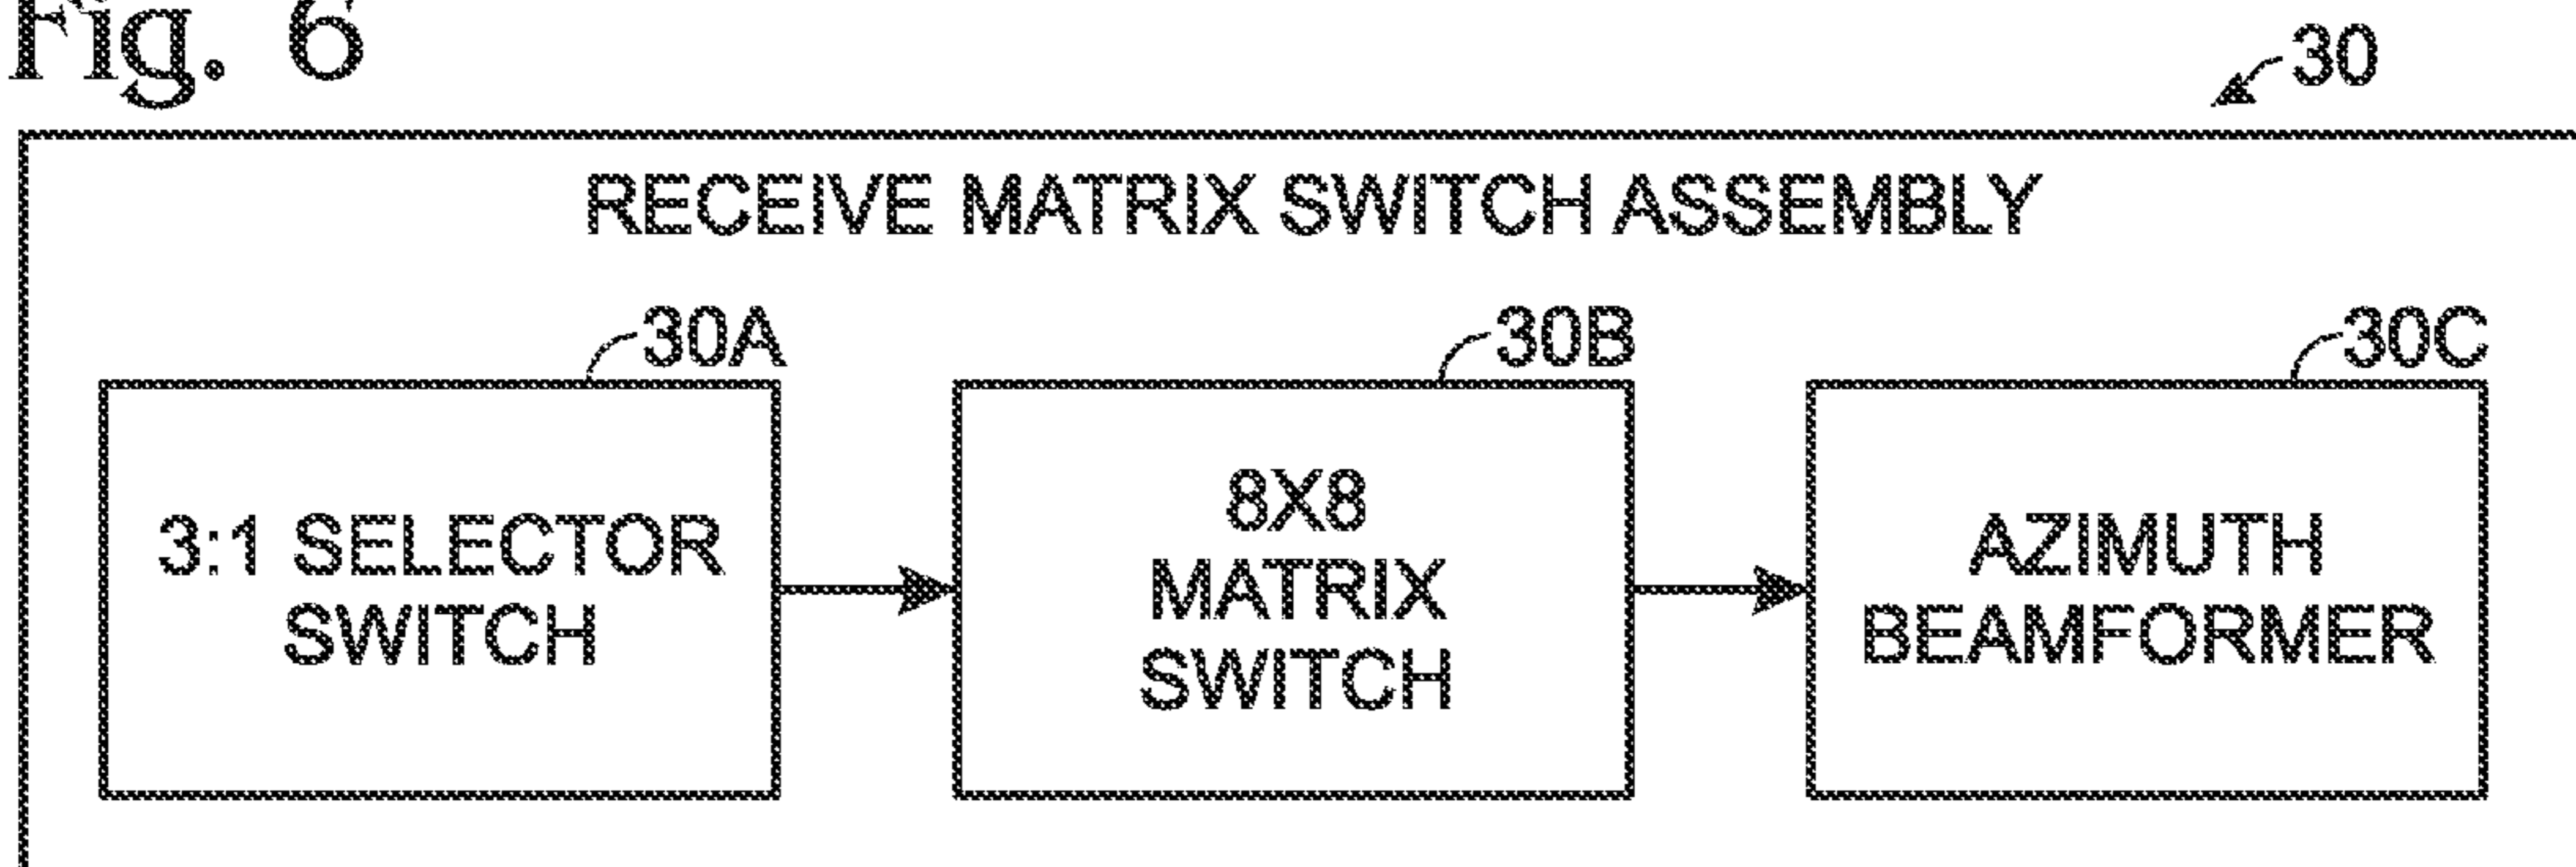 Fig. 6
30
RECEIVE MATRIX SWITCH ASSEMBLY
30A
30B
30C
3:1 SELECTOR
SWITCH
8X8
MATRIX
SWITCH
AZIMUTH
BEAMFORMER